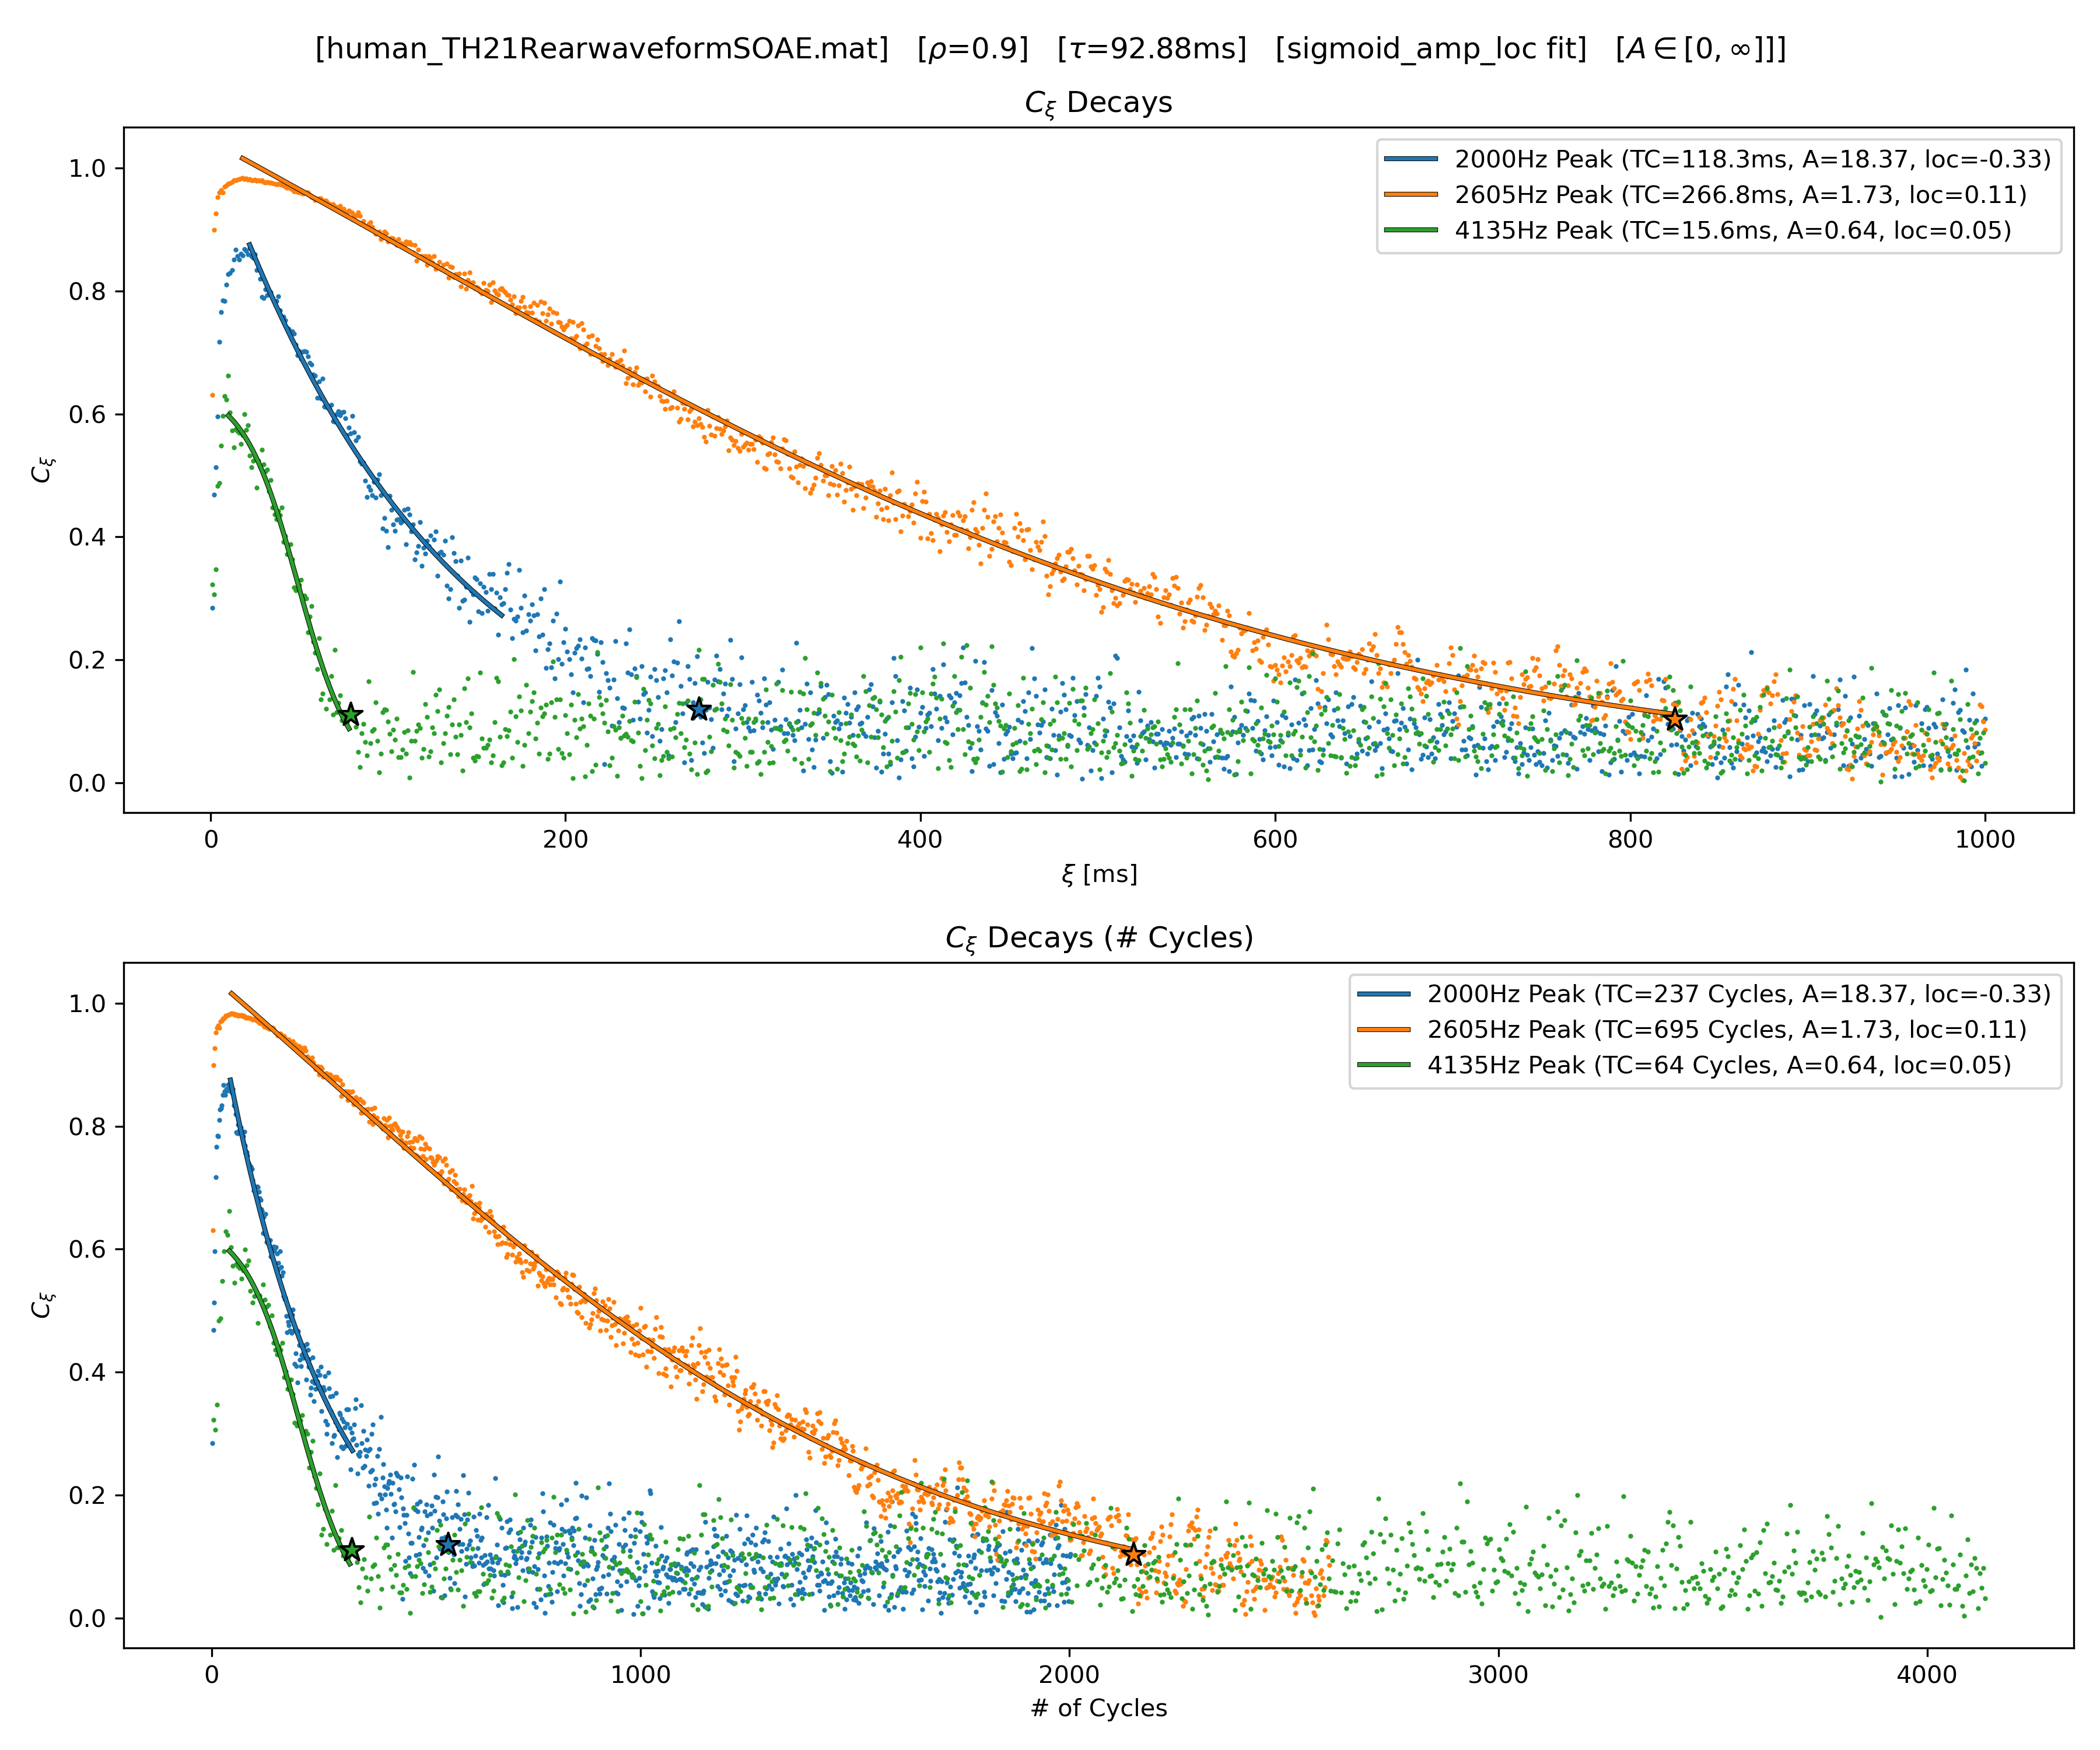 [human_TH21RearwaveformSOAE.mat] [ρ=0.9] [τ=92.88ms] [sigmoid_amp_loc fit] [A ∈ [0, ∞]]]
C_ξ Decays
2000Hz Peak (TC=118.3ms, A=18.37, loc=-0.33)
2605Hz Peak (TC=266.8ms, A=1.73, loc=0.11)
4135Hz Peak (TC=15.6ms, A=0.64, loc=0.05)
1.0
0.8
0.6
0.4
0.2
0.0
C_ξ
0 200 400 600 800 1000
ξ [ms]
C_ξ Decays (# Cycles)
2000Hz Peak (TC=237 Cycles, A=18.37, loc=-0.33)
2605Hz Peak (TC=695 Cycles, A=1.73, loc=0.11)
4135Hz Peak (TC=64 Cycles, A=0.64, loc=0.05)
1.0
0.8
0.6
0.4
0.2
0.0
C_ξ
0 1000 2000 3000 4000
# of Cycles